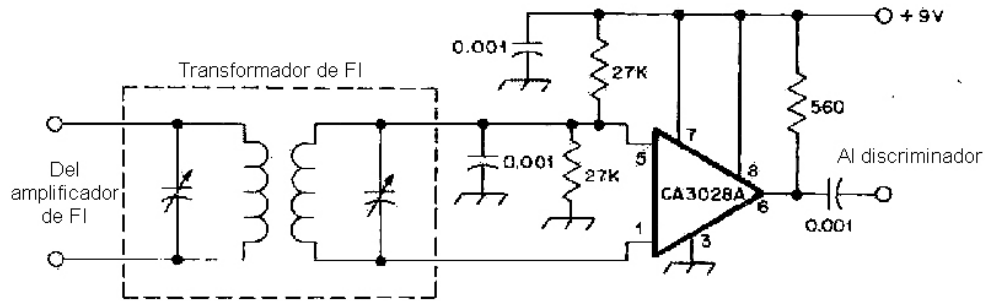 +9V
0.001
27K
560
Transformador de FI
Del
amplificador
de FI
0.001
27K
5
1
7
8
CA3028A
6
3
0.001
Al discriminador